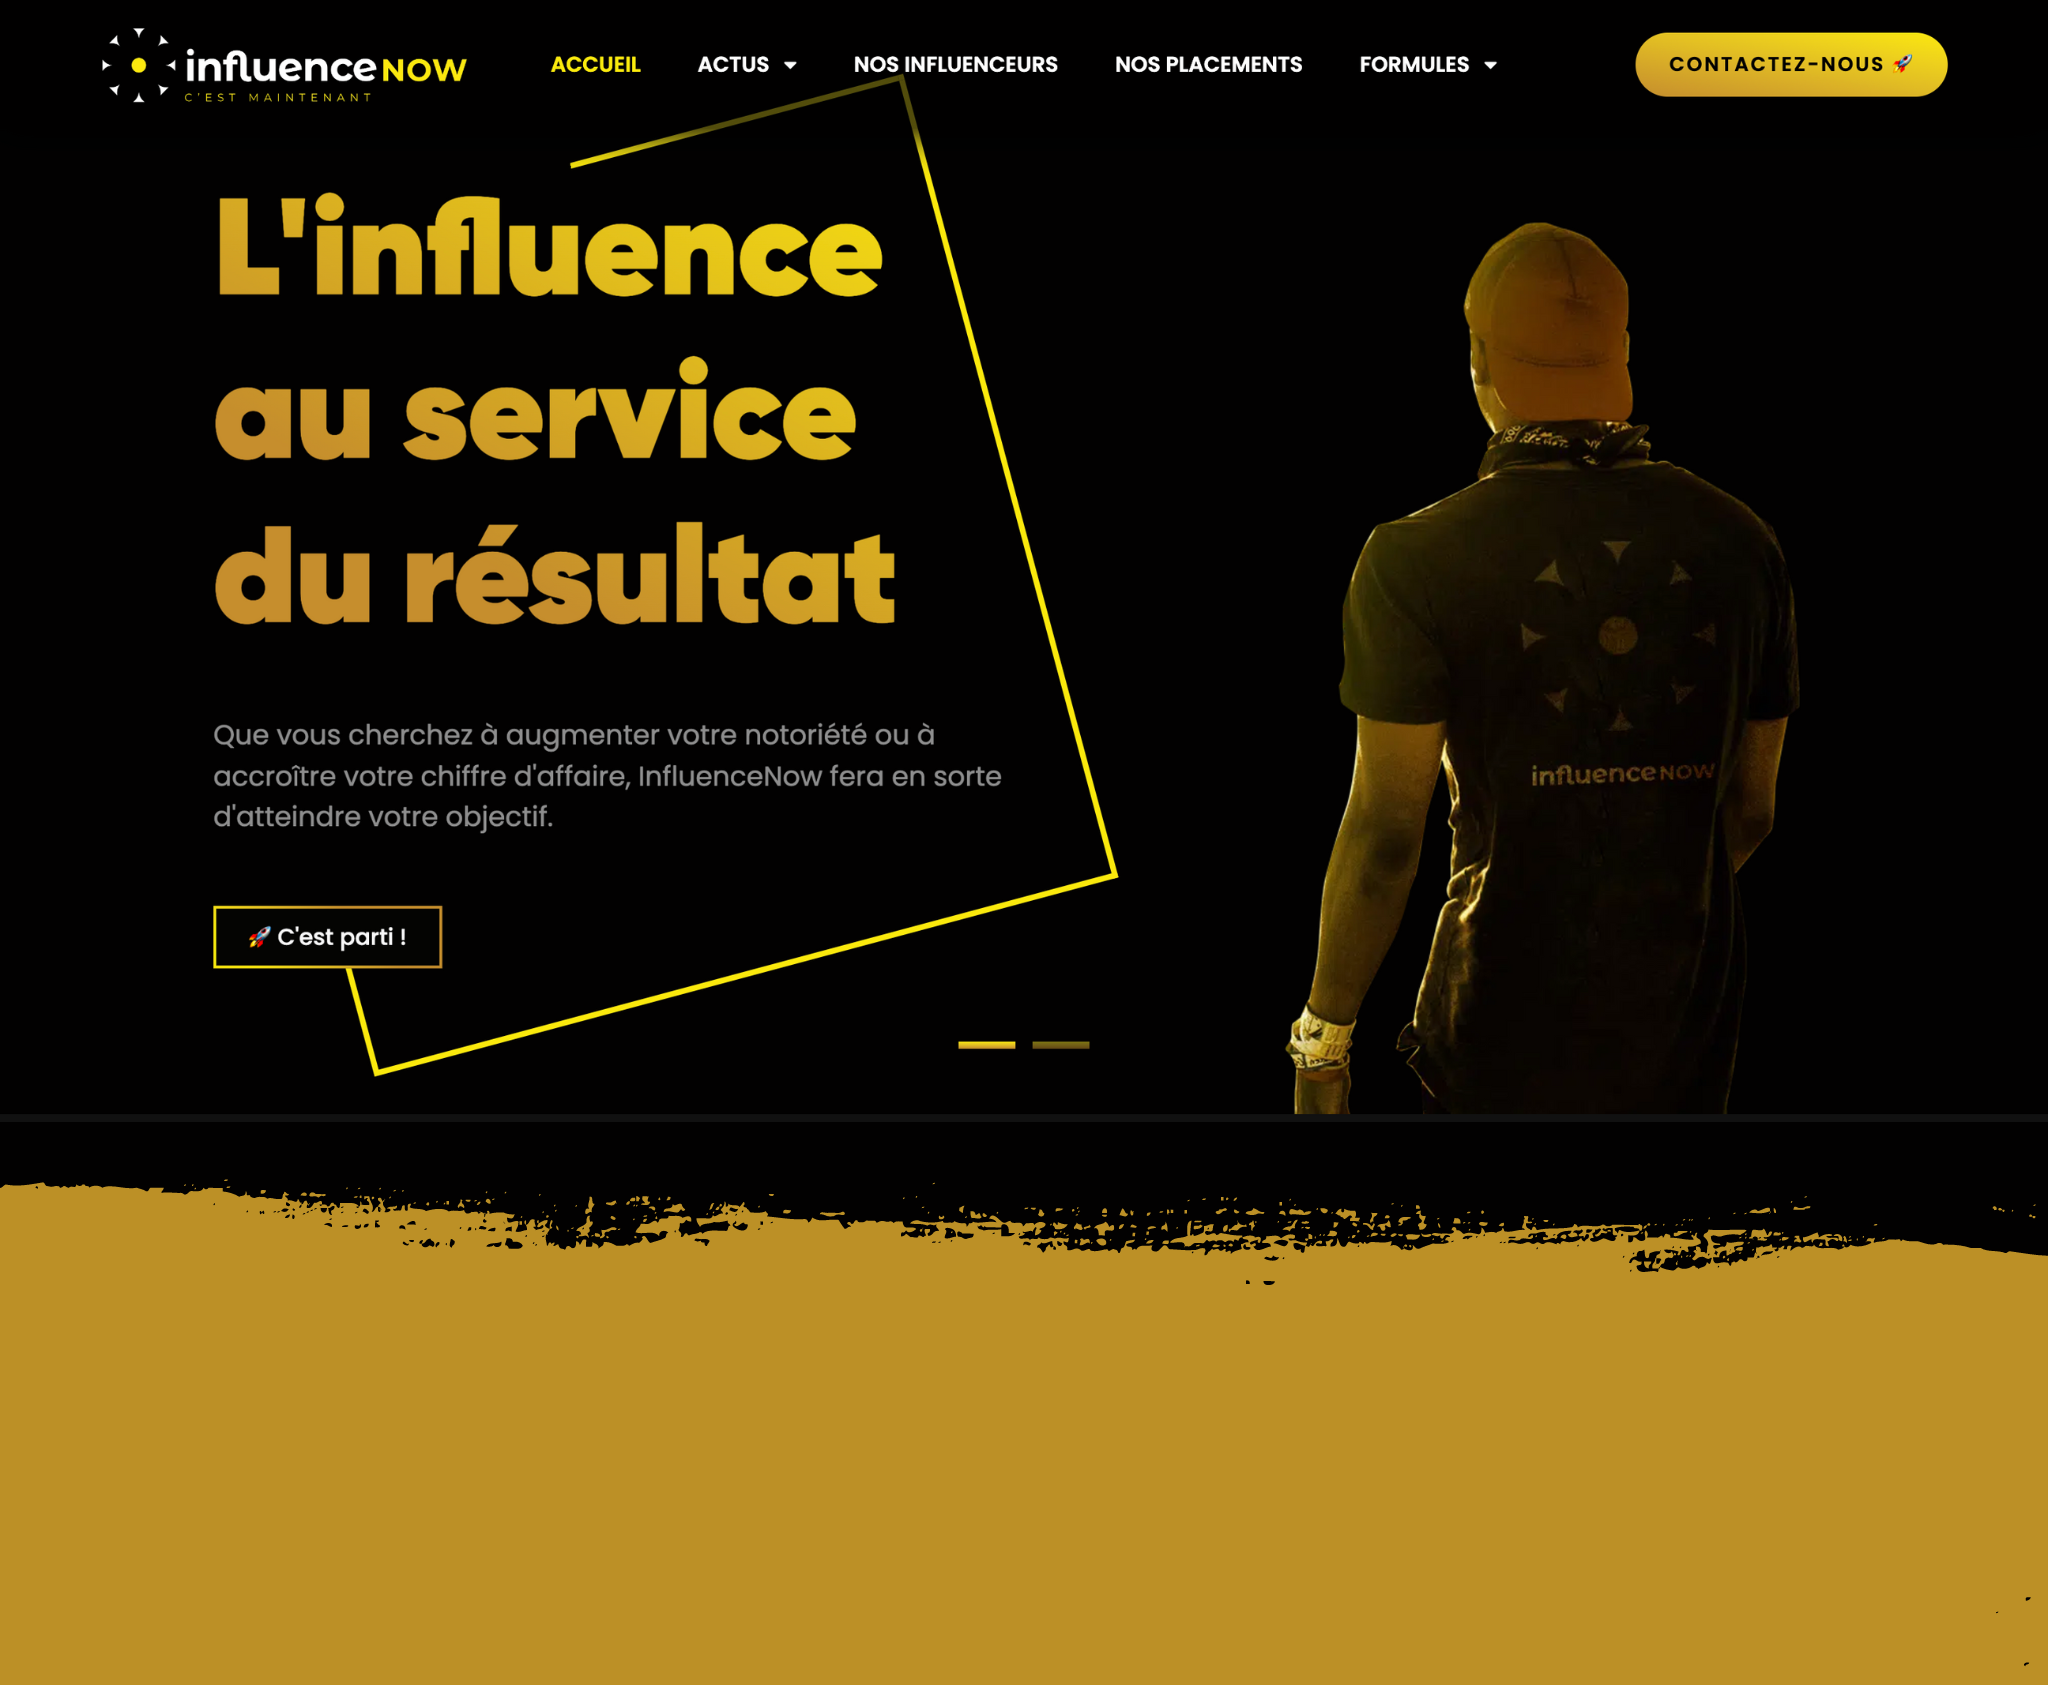 influenceNOW
C'EST MAINTENANT
ACCUEIL
ACTUS
NOS INFLUENCEURS
NOS PLACEMENTS
FORMULES
CONTACTEZ-NOUS 🚀
L'influence
au service
du résultat
Que vous cherchez à augmenter votre notoriété ou à
accroître votre chiffre d'affaire, InfluenceNow fera en sorte
d'atteindre votre objectif.
🚀 C'est parti !
influenceNOW